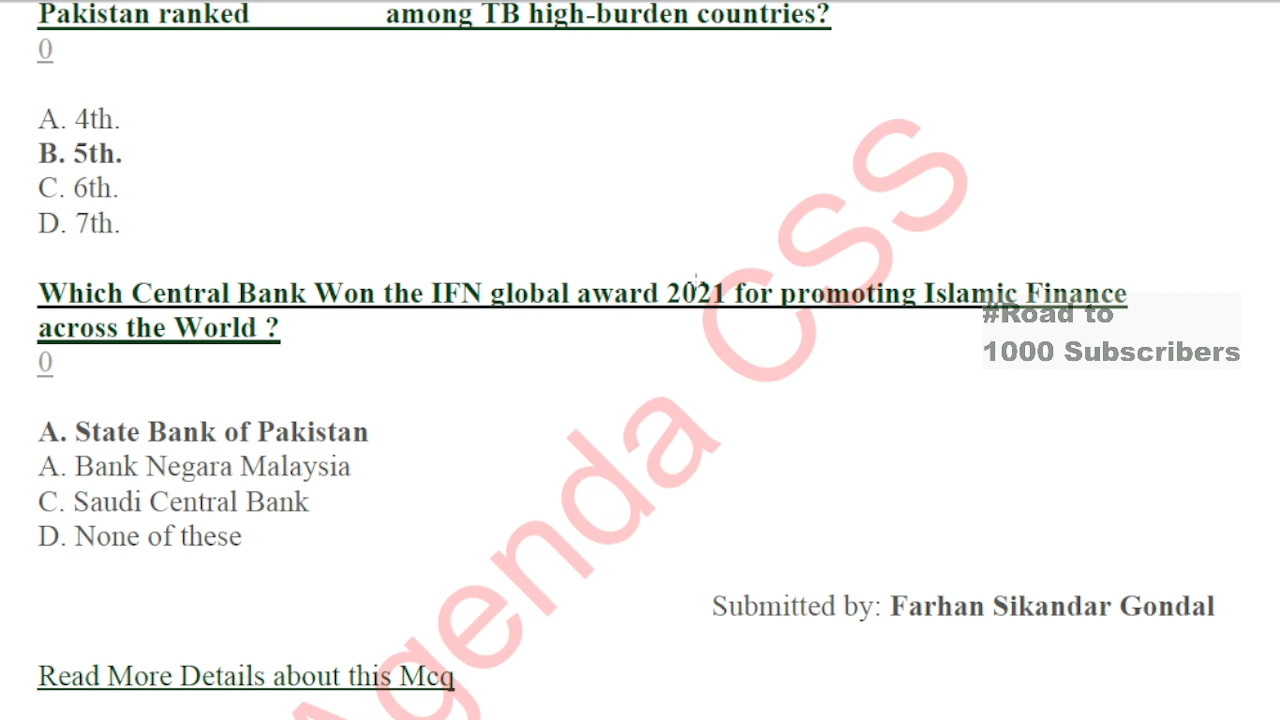 Pakistan ranked ________ among TB high-burden countries?
0
A. 4th.
B. 5th.
C. 6th.
D. 7th.
Which Central Bank Won the IFN global award 2021 for promoting Islamic Finance
across the World ?
#Road to
1000 Subscribers
0
A. State Bank of Pakistan
A. Bank Negara Malaysia
C. Saudi Central Bank
D. None of these
Submitted by: Farhan Sikandar Gondal
Read More Details about this Mcq
Agenda CSS